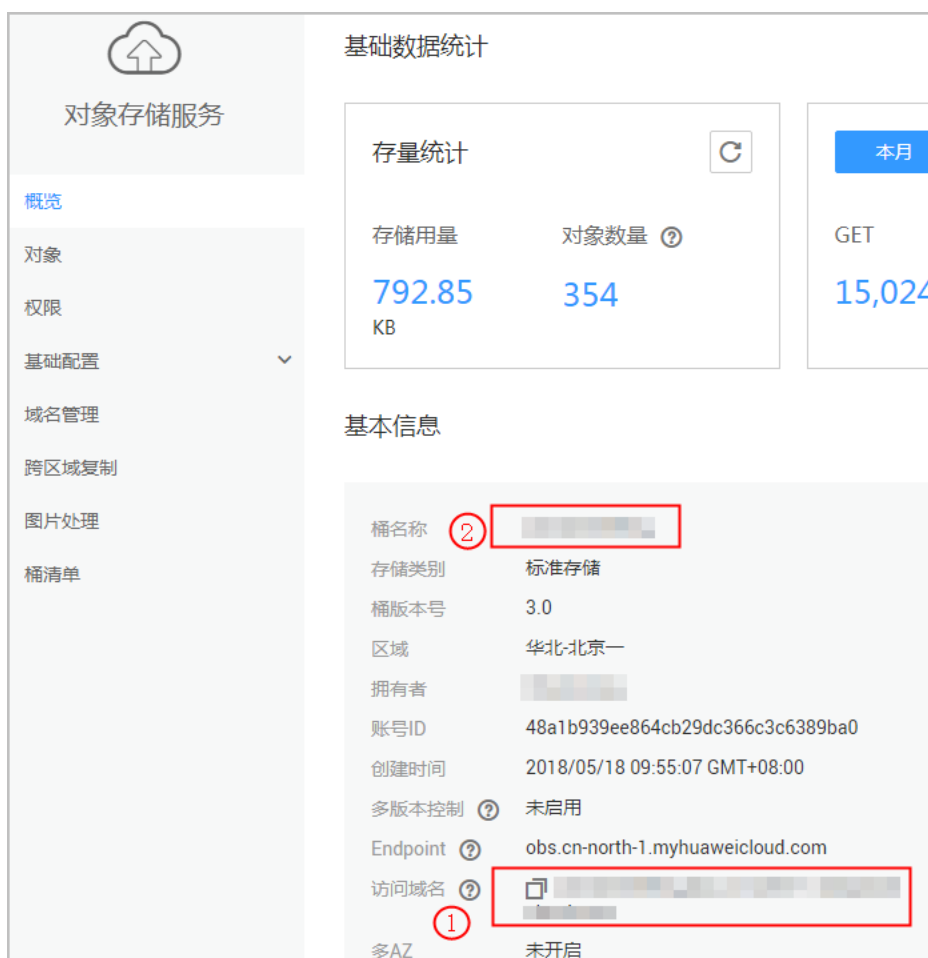 对象存储服务
概览
对象
权限
基础配置
域名管理
跨区域复制
图片处理
桶清单
基础数据统计
存量统计
存储用量 对象数量 ?
792.85 354
KB
本月
GET
15,024
基本信息
桶名称 2
存储类别 标准存储
桶版本号 3.0
区域 华北-北京一
拥有者
账号ID 48a1b939ee864cb29dc366c3c6389ba0
创建时间 2018/05/18 09:55:07 GMT+08:00
多版本控制 ? 未启用
Endpoint ? obs.cn-north-1.myhuaweicloud.com
访问域名 ?
1
多AZ 未开启